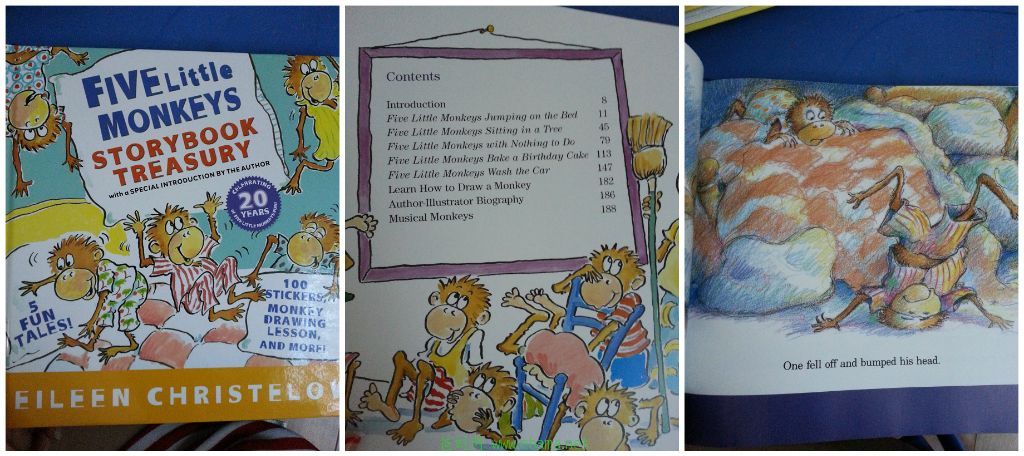 FIVE Little
MONKEYS
STORYBOOK
TREASURY
with a SPECIAL INTRODUCTION BY THE AUTHOR
CELEBRATING
20
YEARS
5
FUN
TALES!
100
STICKERS,
MONKEY
DRAWING
LESSON,
AND MORE!
EILEEN CHRISTELOW
Contents
Introduction 8
Five Little Monkeys Jumping on the Bed 11
Five Little Monkeys Sitting in a Tree 45
Five Little Monkeys with Nothing to Do 79
Five Little Monkeys Bake a Birthday Cake 113
Five Little Monkeys Wash the Car 147
Learn How to Draw a Monkey 182
Author-Illustrator Biography 186
Musical Monkeys 188
One fell off and bumped his head.